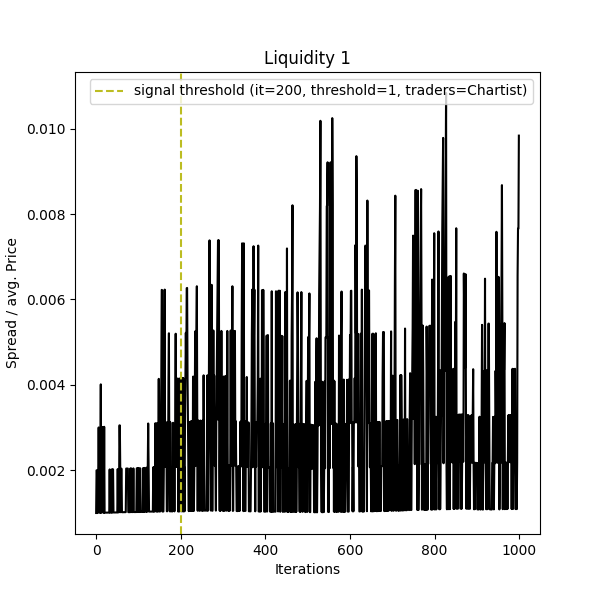 Liquidity 1
signal threshold (it=200, threshold=1, traders=Chartist)
0.010
0.008
0.006
0.004
0.002
Spread / avg. Price
0 200 400 600 800 1000
Iterations